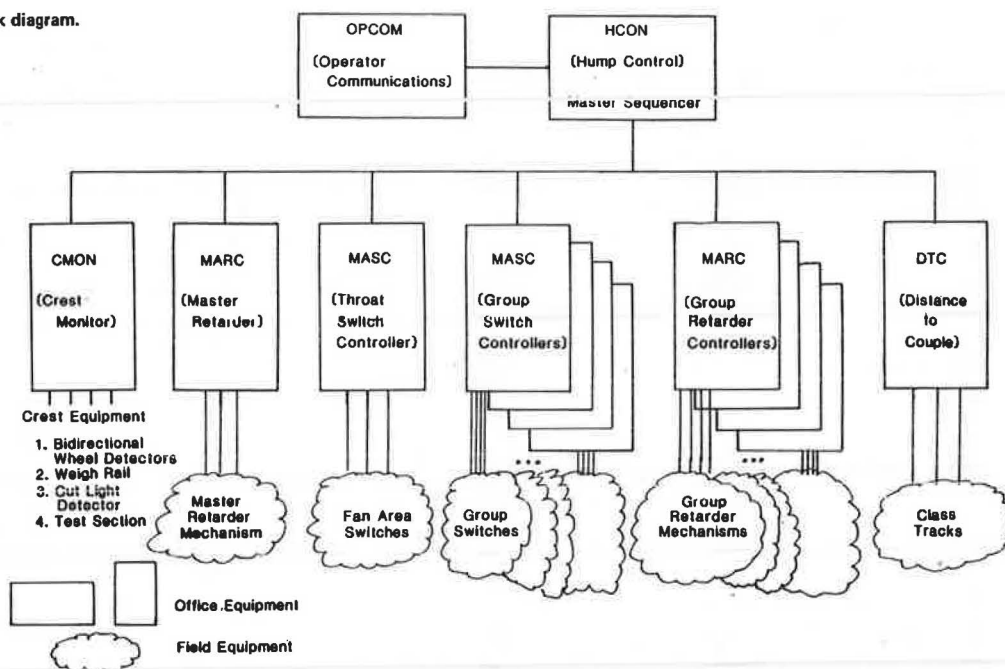 k diagram.
OPCOM
(Operator
Communications)
HCON
(Hump Control)
Master Sequencer
CMON
(Crest
Monitor)
MARC
(Master
Retarder)
MASC
(Throat
Switch
Controller)
MASC
(Group
Switch
Controllers)
MARC
(Group
Retarder
Controllers)
DTC
(Distance
to
Couple)
Crest Equipment
1. Bidirectional
Wheel Detectors
2. Weigh Rail
3. Cut Light
Detector
4. Test Section
Master
Retarder
Mechanism
Fan Area
Switches
...
Group
Switches
...
Group
Retarder
Mechanisms
Class
Tracks
Office.Equipment
Field Equipment